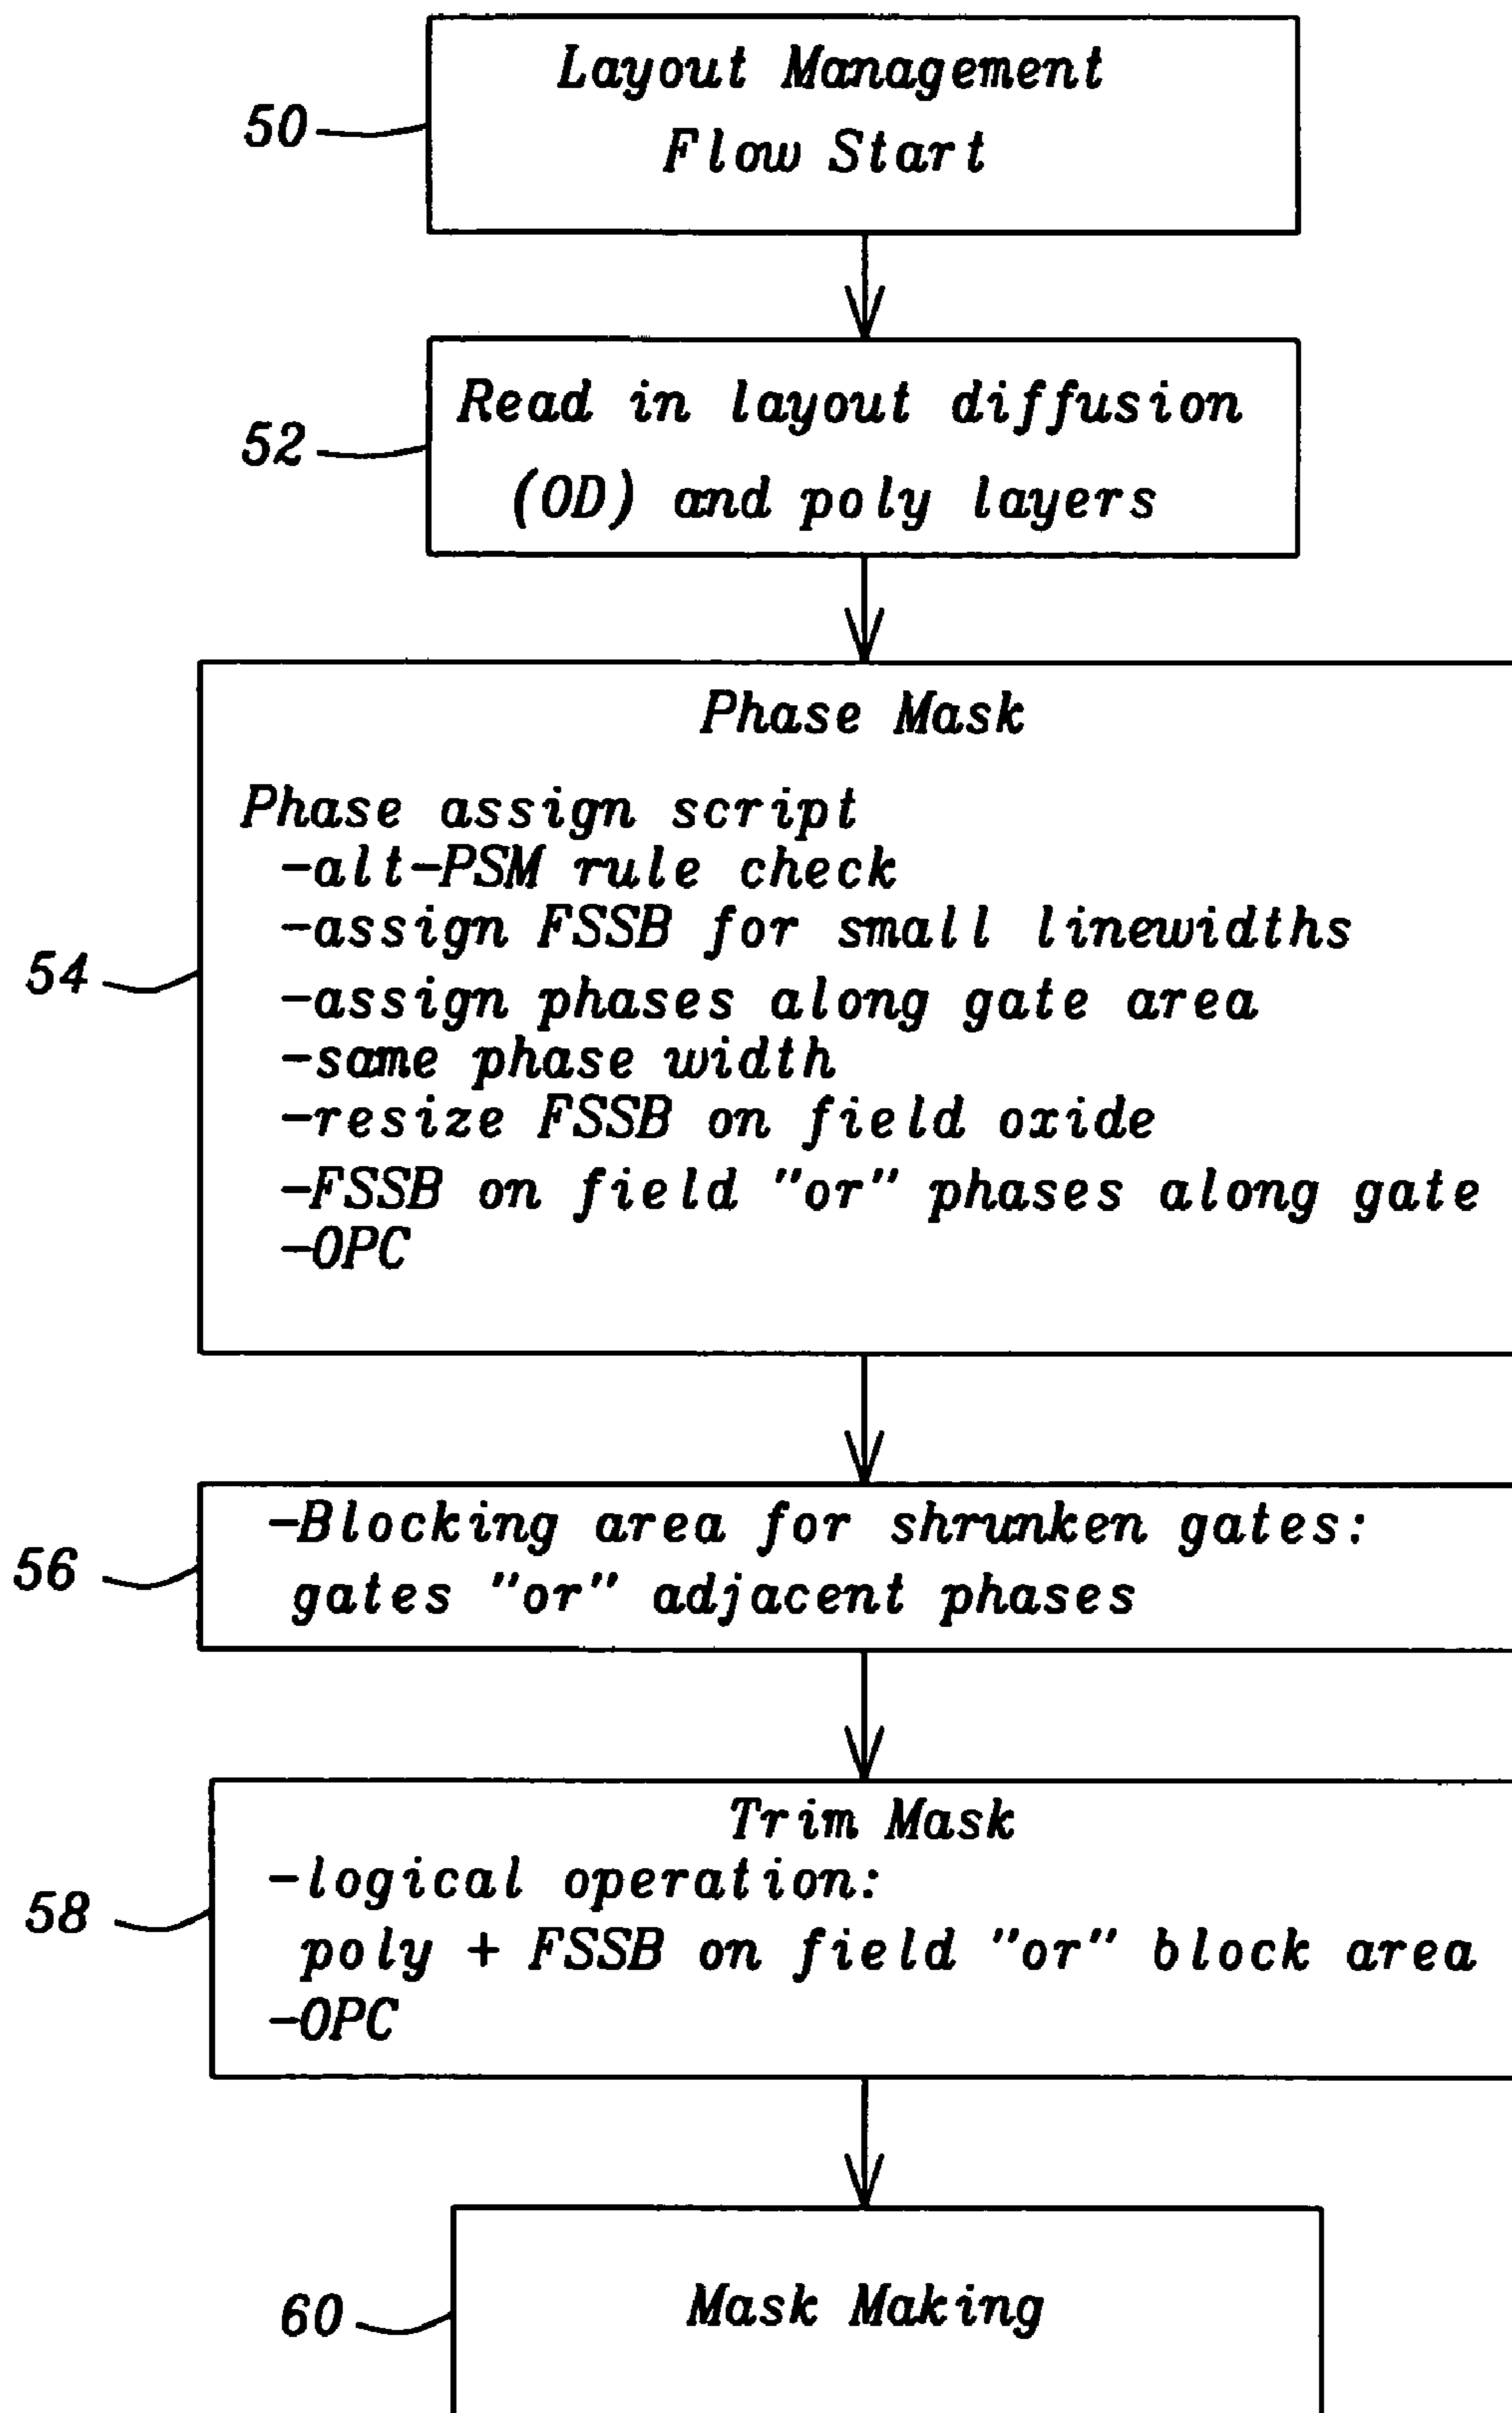 Layout Management
Flow Start
50
Read in layout diffusion
(OD) and poly layers
52
Phase Mask
Phase assign script
-alt-PSM rule check
-assign FSSB for small linewidths
-assign phases along gate area
-same phase width
-resize FSSB on field oxide
-FSSB on field "or" phases along gate
-OPC
54
-Blocking area for shrunken gates:
gates "or" adjacent phases
56
Trim Mask
-logical operation:
poly + FSSB on field "or" block area
-OPC
58
Mask Making
60